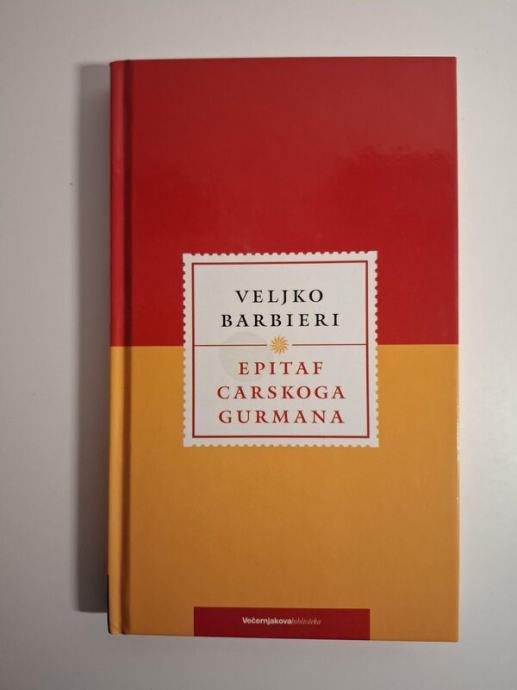 VELJKO
BARBIERI
EPITAF
CARSKOGA
GURMANA
Večernjakovabiblioteka